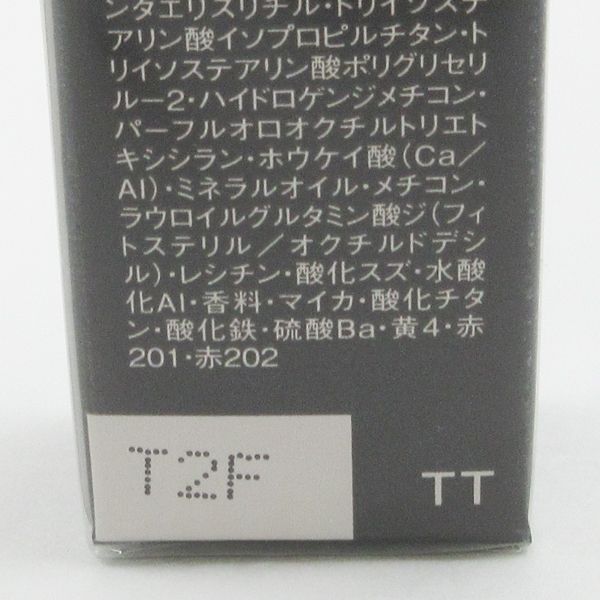 ンタエリスリチル・トリイソステ
アリン酸イソプロピルチタン・ト
リイソステアリン酸ポリグリセリ
ルー2・ハイドロゲンジメチコン・
パーフルオロオクチルトリエト
キシシラン・ホウケイ酸(Ca/
Al)・ミネラルオイル・メチコン・
ラウロイルグルタミン酸ジ(フィ
トステリル/オクチルドデシ
ル)・レシチン・酸化スズ・水酸
化Al・香料・マイカ・酸化チタ
ン・酸化鉄・硫酸Ba・黄4・赤
201・赤202
T2F
TT